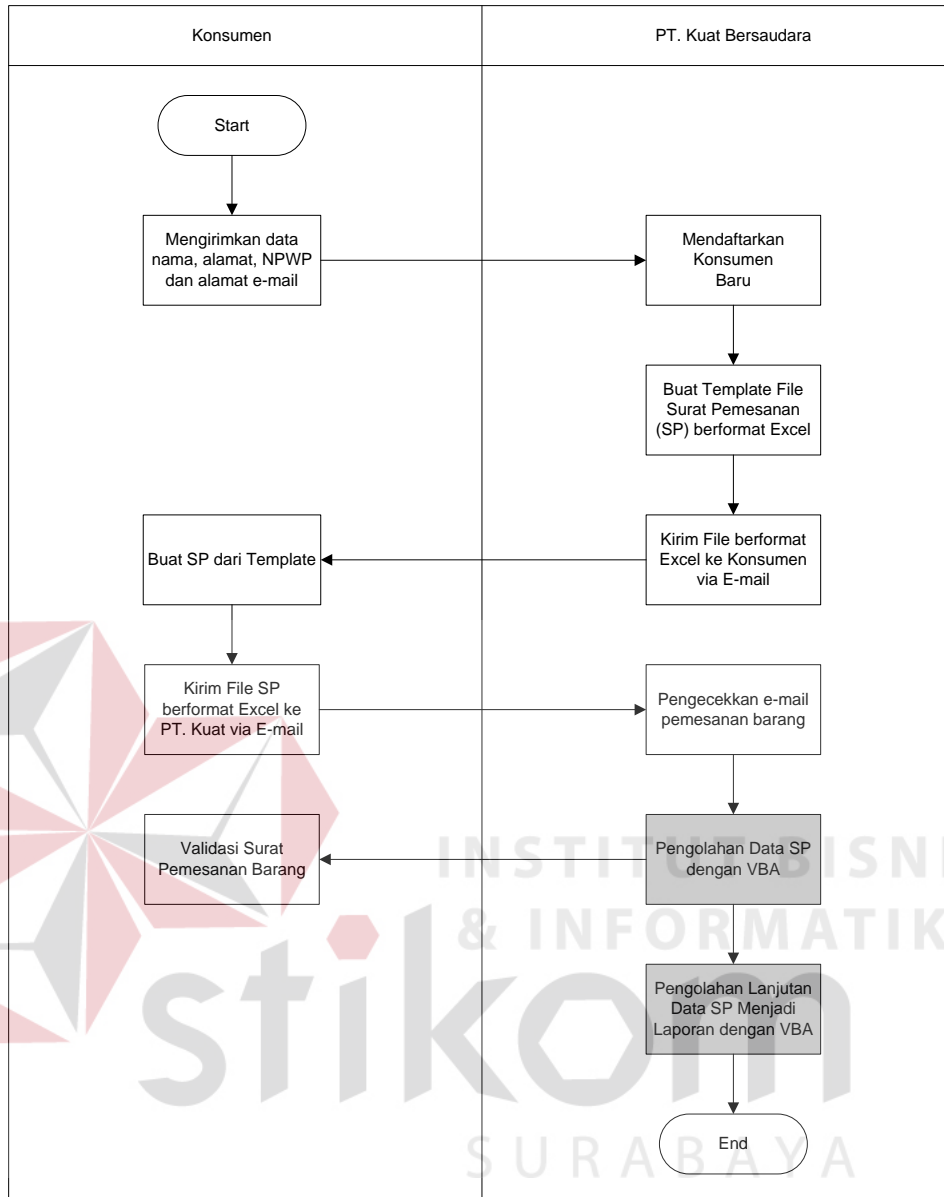 Konsumen
PT. Kuat Bersaudara
Start
Mengirimkan data
nama, alamat, NPWP
dan alamat e-mail
Mendaftarkan
Konsumen
Baru
Buat Template File
Surat Pemesanan
(SP) berformat Excel
Kirim File berformat
Excel ke Konsumen
via E-mail
Buat SP dari Template
Kirim File SP
berformat Excel ke
PT. Kuat via E-mail
Pengecekkan e-mail
pemesanan barang
Pengolahan Data SP
dengan VBA
Validasi Surat
Pemesanan Barang
Pengolahan Lanjutan
Data SP Menjadi
Laporan dengan VBA
End
INSTITUT BISNI
& INFORMATIK
stikom
SURABAYA